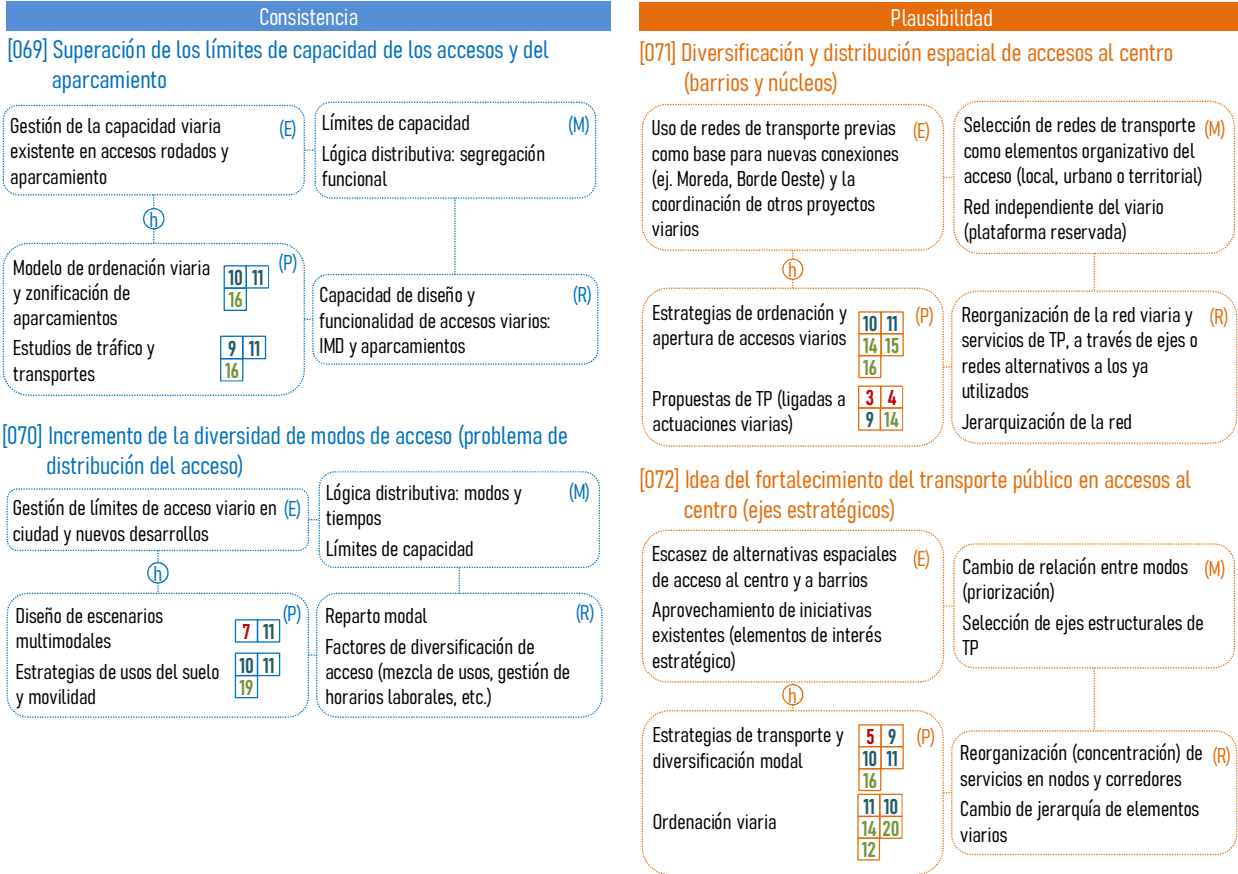 Consistencia
[069] Superación de los límites de capacidad de los accesos y del
aparcamiento
Gestión de la capacidad viaria
existente en accesos rodados y
aparcamiento
(E)
Límites de capacidad
Lógica distributiva: segregación
funcional
(M)
h
Modelo de ordenación viaria
y zonificación de
aparcamientos
10 11
16
(P)
Estudios de tráfico y
transportes
9 11
16
Capacidad de diseño y
funcionalidad de accesos viarios:
IMD y aparcamientos
(R)
[070] Incremento de la diversidad de modos de acceso (problema de
distribución del acceso)
Gestión de límites de acceso viario en
ciudad y nuevos desarrollos
(E)
Lógica distributiva: modos y
tiempos
Límites de capacidad
(M)
h
Diseño de escenarios
multimodales
7 11
(P)
Estrategias de usos del suelo
y movilidad
10 11
19
Reparto modal
Factores de diversificación de
acceso (mezcla de usos, gestión de
horarios laborales, etc.)
(R)
Plausibilidad
[071] Diversificación y distribución espacial de accesos al centro
(barrios y núcleos)
Uso de redes de transporte previas
como base para nuevas conexiones
(ej. Moreda, Borde Oeste) y la
coordinación de otros proyectos
viarios
(E)
Selección de redes de transporte
como elementos organizativo del
acceso (local, urbano o territorial)
Red independiente del viario
(plataforma reservada)
(M)
h
Estrategias de ordenación y
apertura de accesos viarios
10 11
14 15
16
(P)
Propuestas de TP (ligadas a
actuaciones viarias)
3 4
9 14
Reorganización de la red viaria y
servicios de TP, a través de ejes o
redes alternativos a los ya
utilizados
Jerarquización de la red
(R)
[072] Idea del fortalecimiento del transporte público en accesos al
centro (ejes estratégicos)
Escasez de alternativas espaciales
de acceso al centro y a barrios
Aprovechamiento de iniciativas
existentes (elementos de interés
estratégico)
(E)
Cambio de relación entre modos
(priorización)
Selección de ejes estructurales de
TP
(M)
h
Estrategias de transporte y
diversificación modal
5 9
10 11
16
(P)
Ordenación viaria
11 10
14 20
12
Reorganización (concentración) de
servicios en nodos y corredores
Cambio de jerarquía de elementos
viarios
(R)